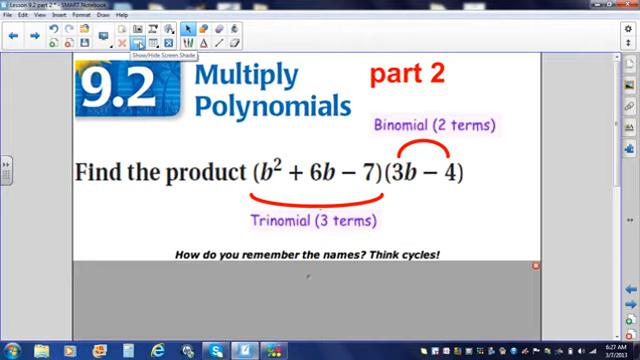 Lesson 9.2 part 2 * - SMART Notebook
File Edit View Insert Format Draw Add-ons Help
Show/Hide Screen Shade
9.2 Multiply Polynomials
part 2
Binomial (2 terms)
Find the product (b² + 6b − 7)(3b − 4)
Trinomial (3 terms)
How do you remember the names? Think cycles!
6:27 AM
3/7/2013